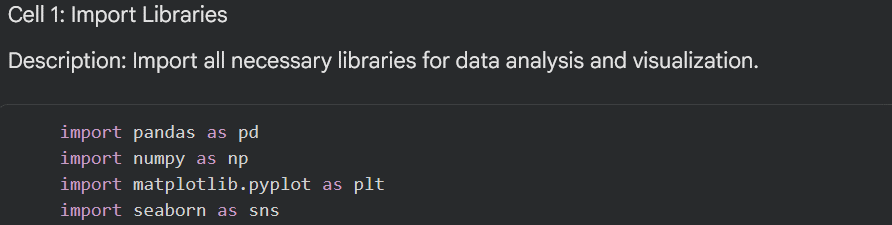 Cell 1: Import Libraries
Description: Import all necessary libraries for data analysis and visualization.
import pandas as pd
import numpy as np
import matplotlib.pyplot as plt
import seaborn as sns